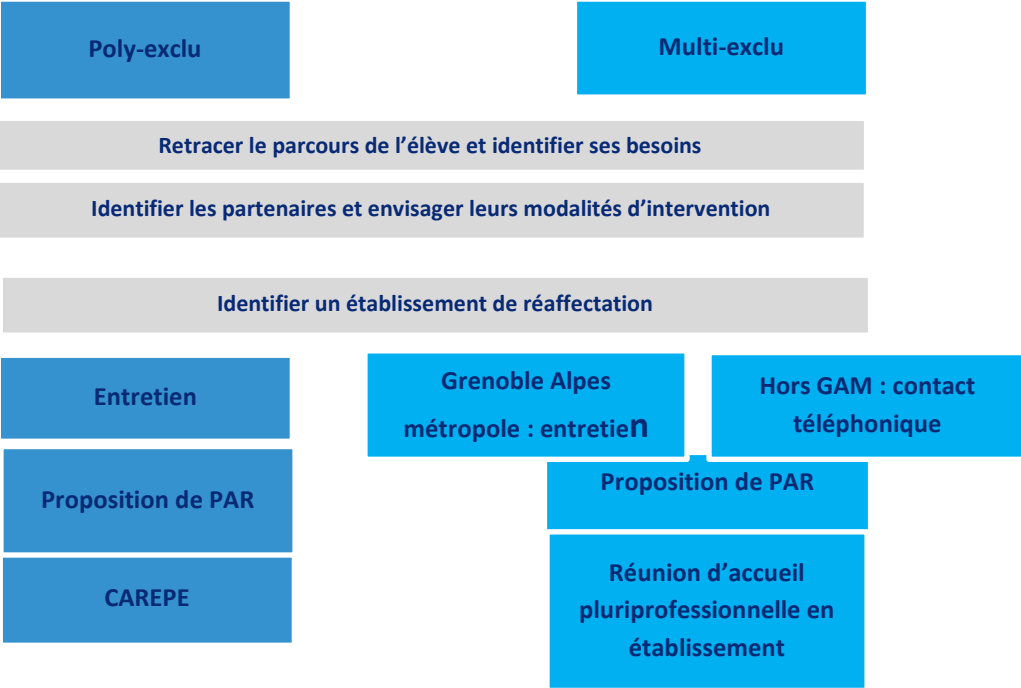 Poly-exclu
Multi-exclu
Retracer le parcours de l’élève et identifier ses besoins
Identifier les partenaires et envisager leurs modalités d’intervention
Identifier un établissement de réaffectation
Entretien
Grenoble Alpes
métropole : entretien
Hors GAM : contact
téléphonique
Proposition de PAR
Proposition de PAR
CAREPE
Réunion d’accueil
pluriprofessionnelle en
établissement